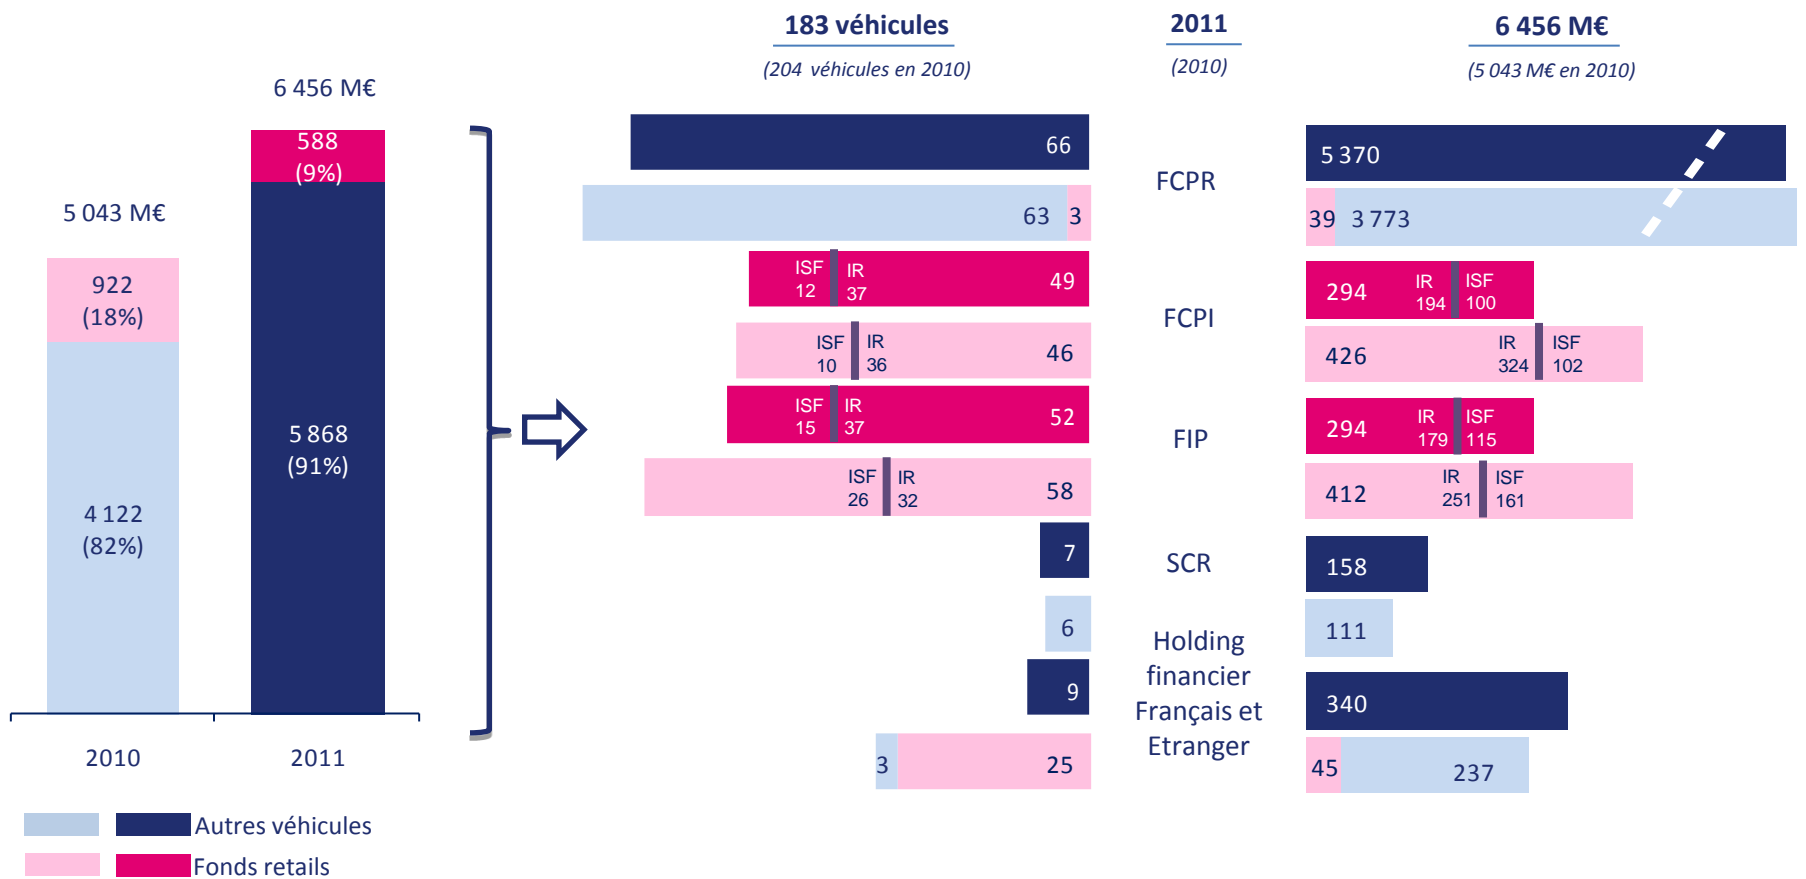 183 véhicules
(204 véhicules en 2010)
2011
(2010)
6 456 M€
(5 043 M€ en 2010)
6 456 M€
588
(9%)
5 043 M€
922
(18%)
5 868
(91%)
4 122
(82%)
2010
2011
Autres véhicules
Fonds retails
66
FCPR
5 370
63
3
39
3 773
ISF
12
IR
37
49
FCPI
294
IR
194
ISF
100
ISF
10
IR
36
46
426
IR
324
ISF
102
ISF
15
IR
37
52
FIP
294
IR
179
ISF
115
ISF
26
IR
32
58
412
IR
251
ISF
161
7
SCR
158
6
111
Holding
financier
Français et
Etranger
9
340
3
25
45
237